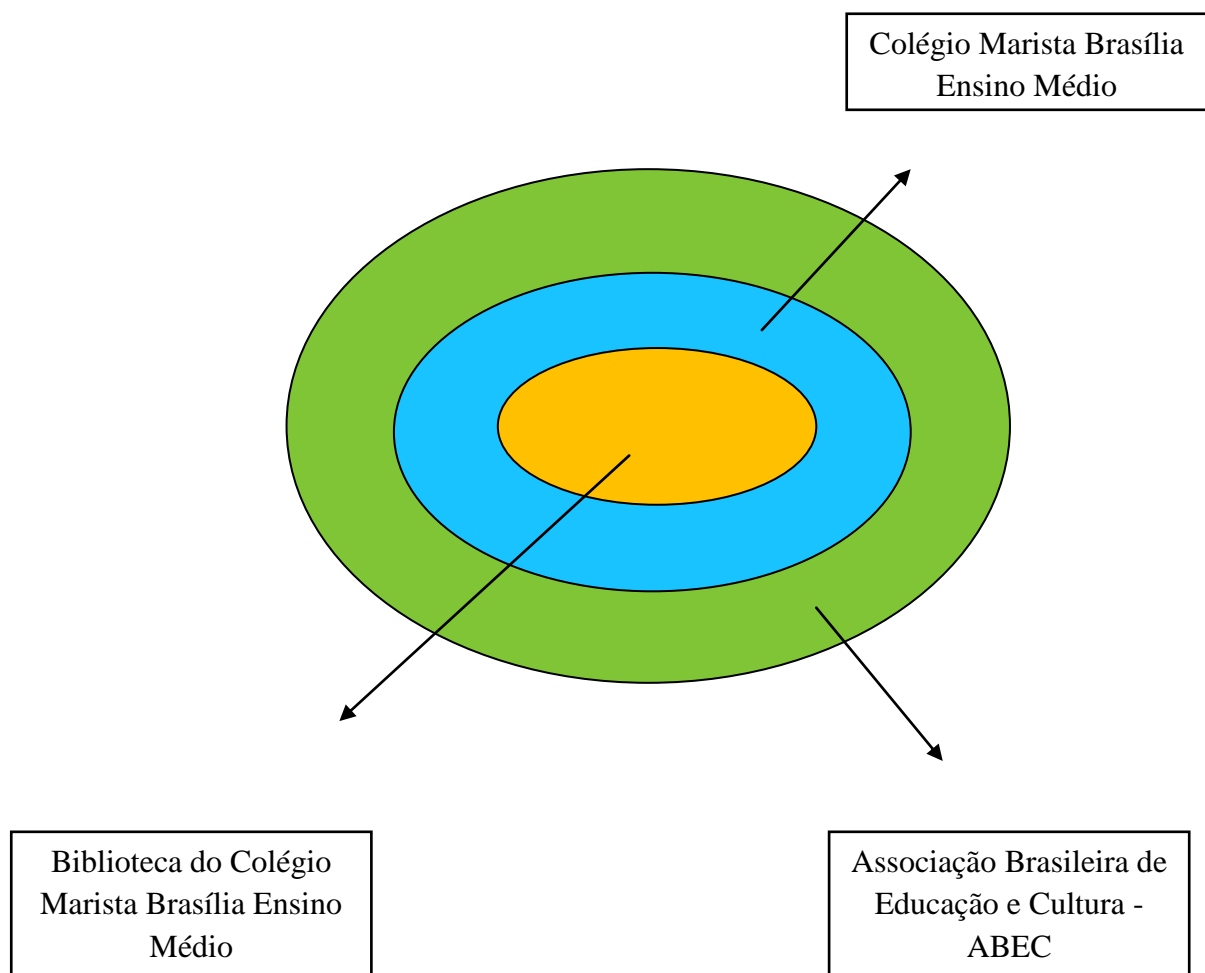 Colégio Marista Brasília
Ensino Médio
Biblioteca do Colégio
Marista Brasília Ensino
Médio
Associação Brasileira de
Educação e Cultura -
ABEC